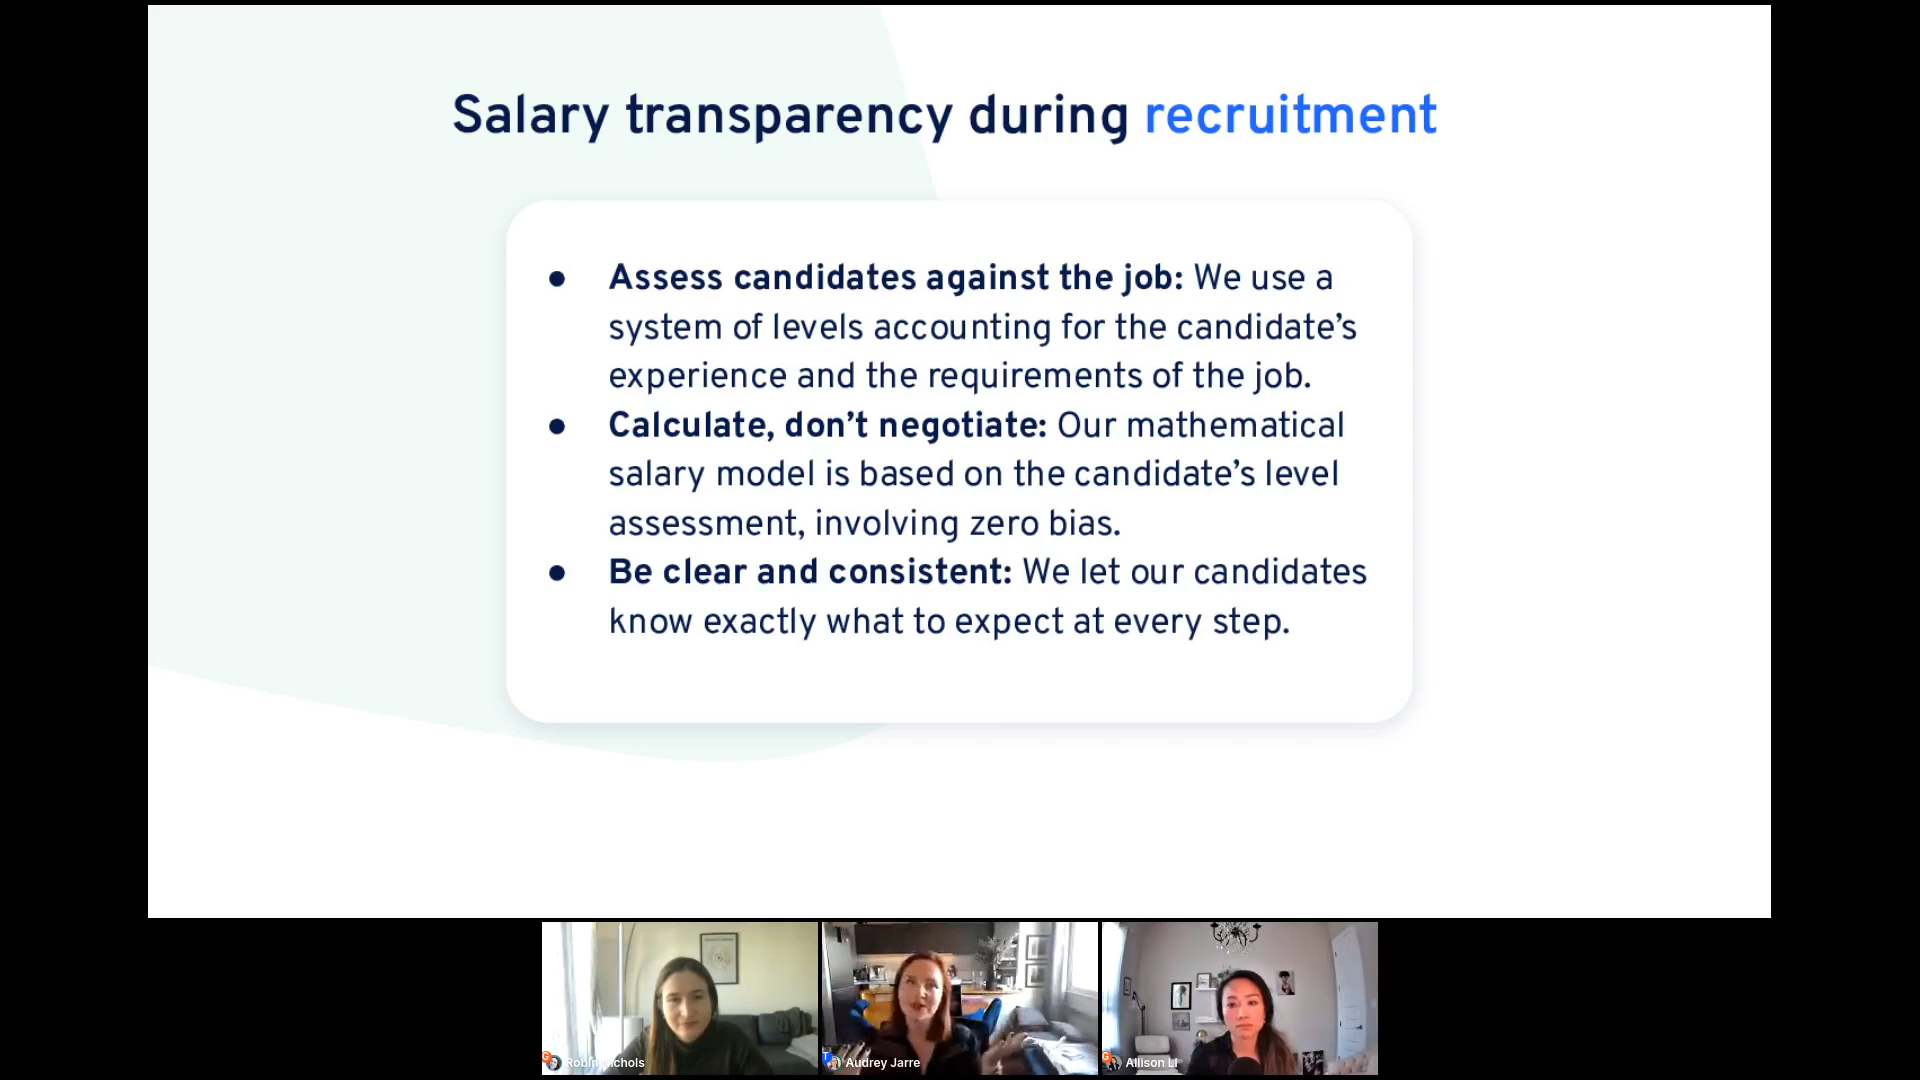 Salary transparency during recruitment
● Assess candidates against the job: We use a
system of levels accounting for the candidate’s
experience and the requirements of the job.
● Calculate, don’t negotiate: Our mathematical
salary model is based on the candidate’s level
assessment, involving zero bias.
● Be clear and consistent: We let our candidates
know exactly what to expect at every step.
Audrey Jarre
Allison Li